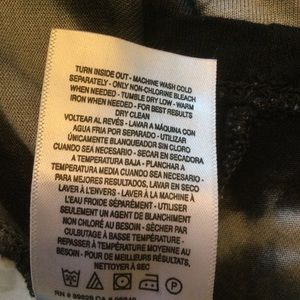 TURN INSIDE OUT - MACHINE WASH COLD
SEPARATELY - ONLY NON-CHLORINE BLEACH
WHEN NEEDED - TUMBLE DRY LOW - WARM
IRON WHEN NEEDED - FOR BEST RESULTS
DRY CLEAN
VOLTEAR AL REVÉS - LAVAR A MÁQUINA CON
AGUA FRIA POR SEPARADO - UTILIZAR
ÚNICAMENTE BLANQUEADOR SIN CLORO
CUANDO SEA NECESARIO - SECAR EN SECADORA
A TEMPERATURA BAJA - PLANCHAR A
TEMPERATURA MEDIA CUANDO SEA NECESARIO -
PARA MEJORES RESULTADOS, LAVAR EN SECO
LAVER À L'ENVERS - LAVER À LA MACHINE À
L'EAU FROIDE SÉPARÉMENT - UTILISER
SEULEMENT UN AGENT DE BLANCHIMENT
SANS CHLORE AU BESOIN - SÉCHER PAR
CULBUTAGE À BASSE TEMPÉRATURE -
REPASSER À TEMPÉRATURE MOYENNE AU
BESOIN - POUR DE MEILLEURS RÉSULTATS,
NETTOYER À SEC
RN # CA #